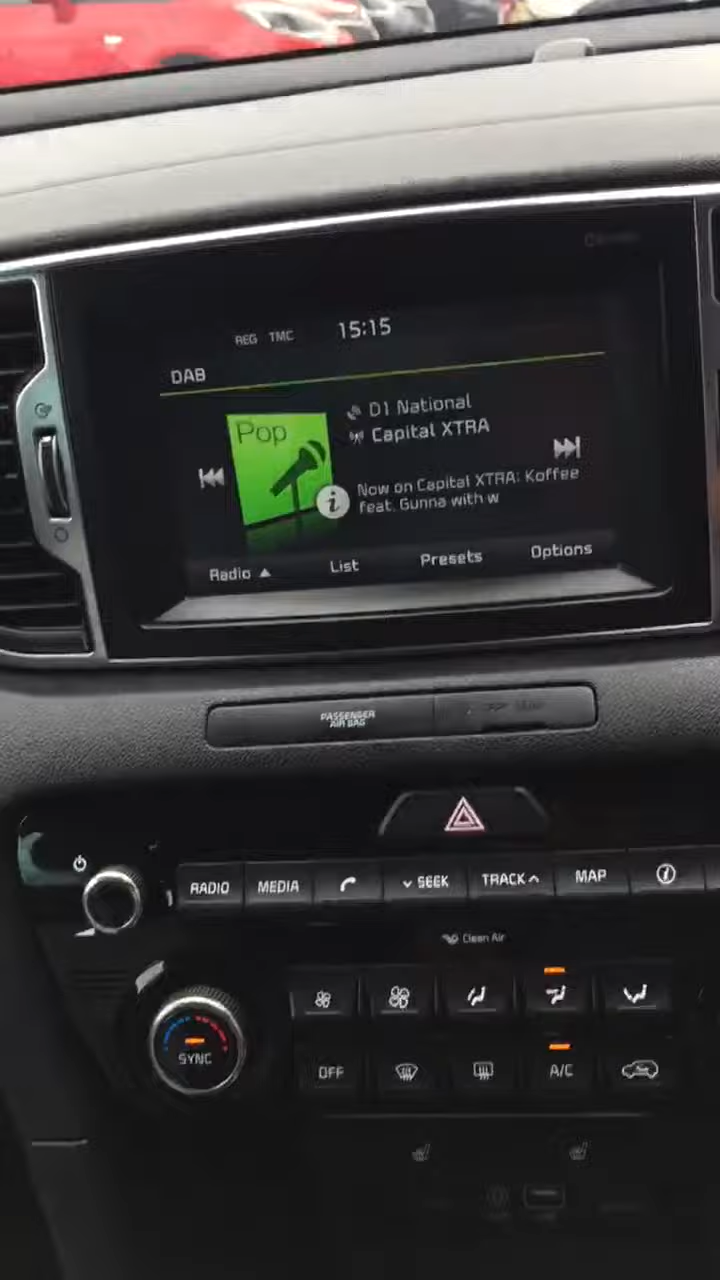 REG TMC 15:15
DAB
Pop
D1 National
Capital XTRA
Now on Capital XTRA: Koffee
feat. Gunna with w
Radio List Presets Options
PASSENGER
AIR BAG
RADIO MEDIA SEEK TRACK MAP i
Clean Air
SYNC
OFF A/C